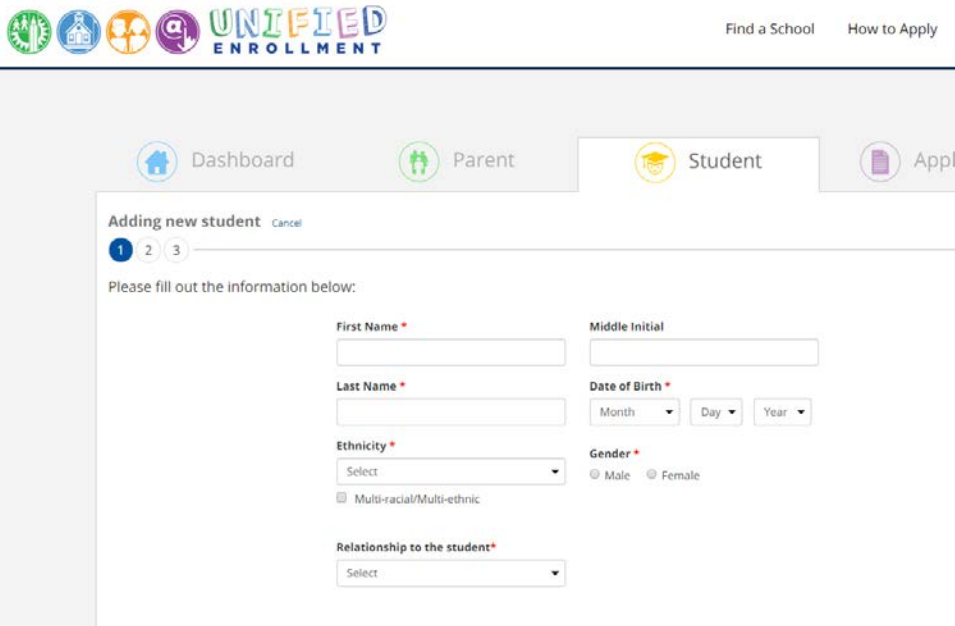 @ UNIFIED
ENROLLMENT
Find a School How to Apply
Dashboard Parent Student Appl
Adding new student Cancel
1 2 3
Please fill out the information below:
First Name * Middle Initial
Last Name * Date of Birth *
Month Day Year
Ethnicity * Gender *
Select Male Female
Multi-racial/Multi-ethnic
Relationship to the student*
Select